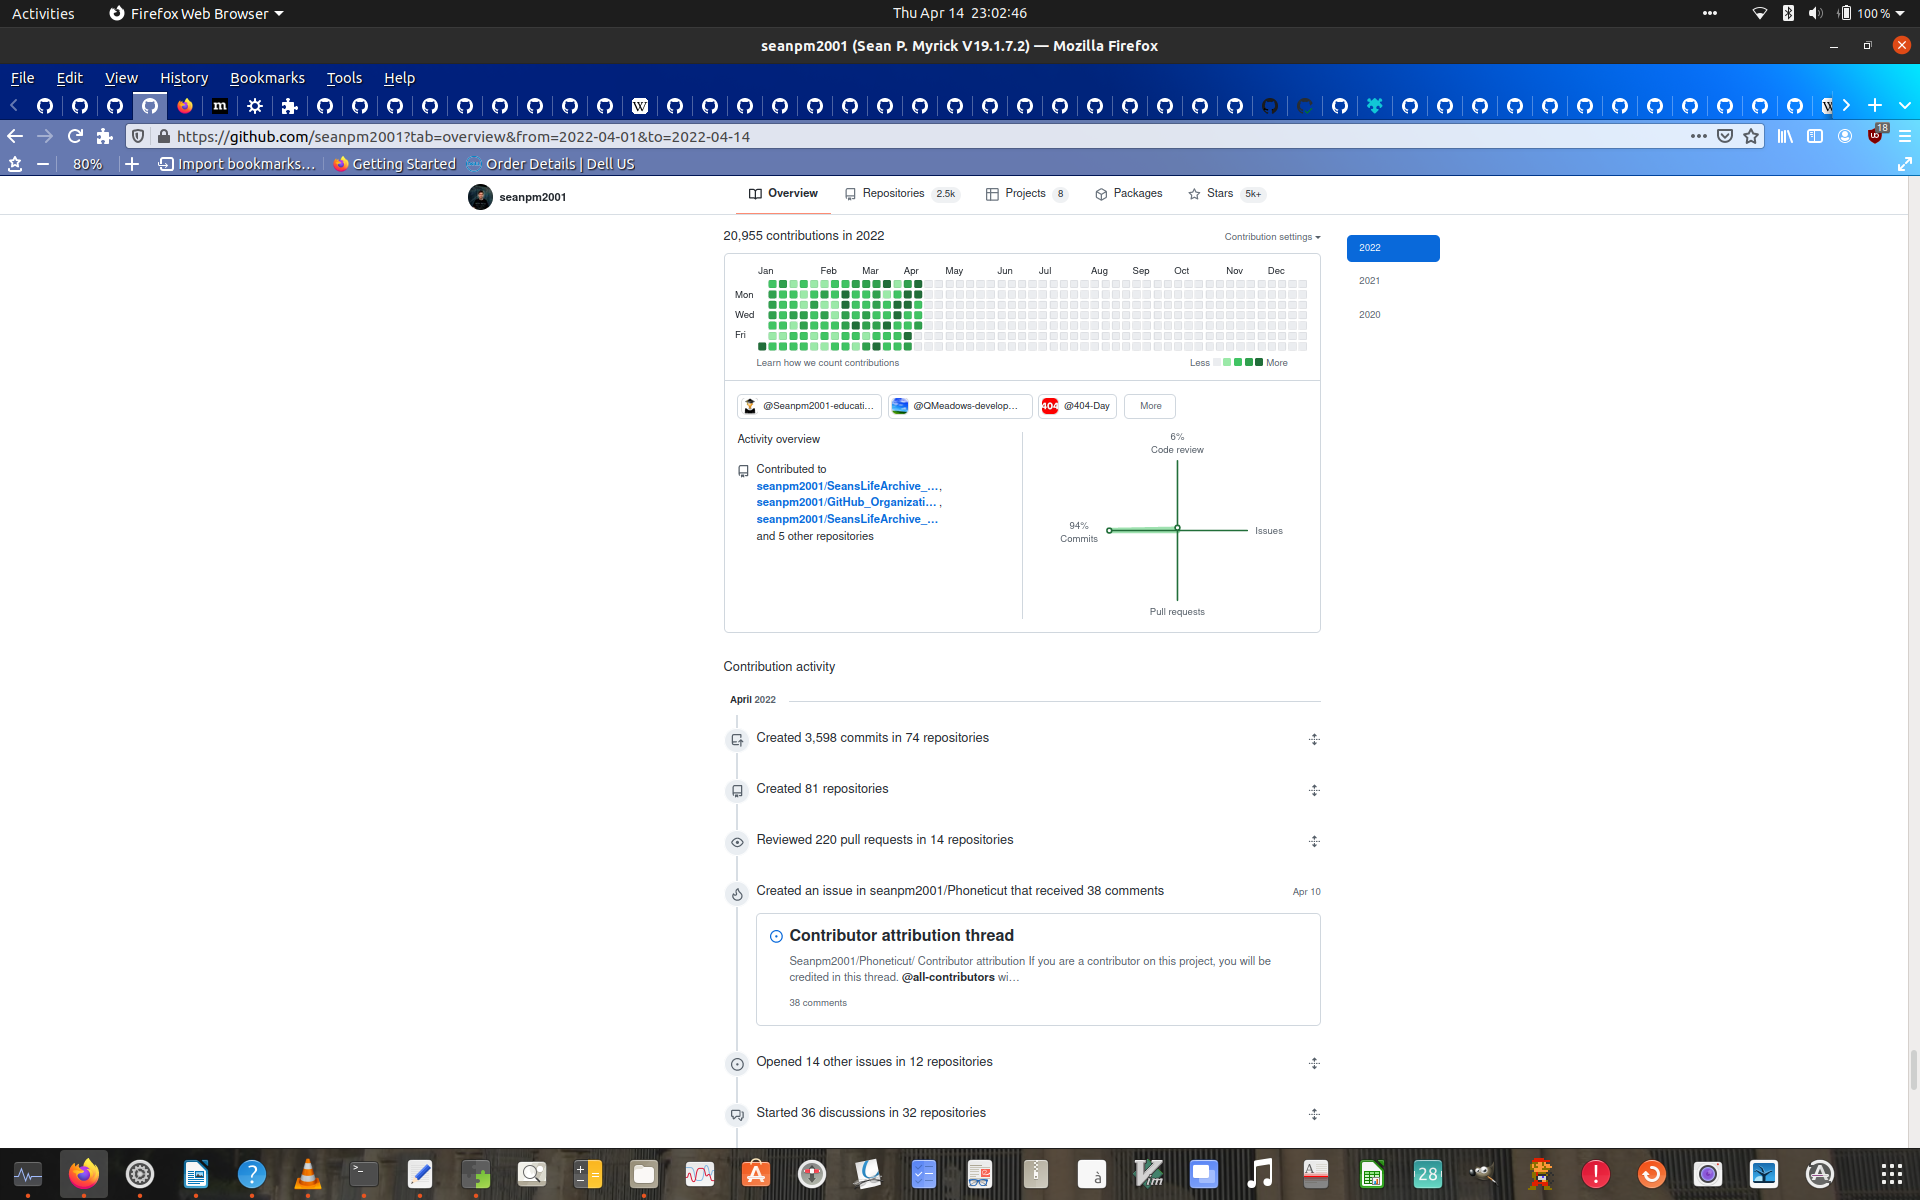 Activities
Firefox Web Browser
Thu Apr 14 23:02:46
100 %
seanpm2001 (Sean P. Myrick V19.1.7.2) — Mozilla Firefox
File Edit View History Bookmarks Tools Help
https://github.com/seanpm2001?tab=overview&from=2022-04-01&to=2022-04-14
18
80%
Import bookmarks...
Getting Started
Order Details | Dell US
seanpm2001
Overview
Repositories 2.5k
Projects 8
Packages
Stars 5k+
20,955 contributions in 2022
Contribution settings
2022
2021
2020
Jan Feb Mar Apr May Jun Jul Aug Sep Oct Nov Dec
Mon
Wed
Fri
Learn how we count contributions
Less More
@Seanpm2001-educati...
@QMeadows-develop...
404 @404-Day
More
Activity overview
Contributed to
seanpm2001/SeansLifeArchive_...,
seanpm2001/GitHub_Organizati... ,
seanpm2001/SeansLifeArchive_...
and 5 other repositories
6%
Code review
94%
Commits
Issues
Pull requests
Contribution activity
April 2022
Created 3,598 commits in 74 repositories
Created 81 repositories
Reviewed 220 pull requests in 14 repositories
Created an issue in seanpm2001/Phoneticut that received 38 comments
Apr 10
Contributor attribution thread
Seanpm2001/Phoneticut/ Contributor attribution If you are a contributor on this project, you will be
credited in this thread. @all-contributors wi...
38 comments
Opened 14 other issues in 12 repositories
Started 36 discussions in 32 repositories
28